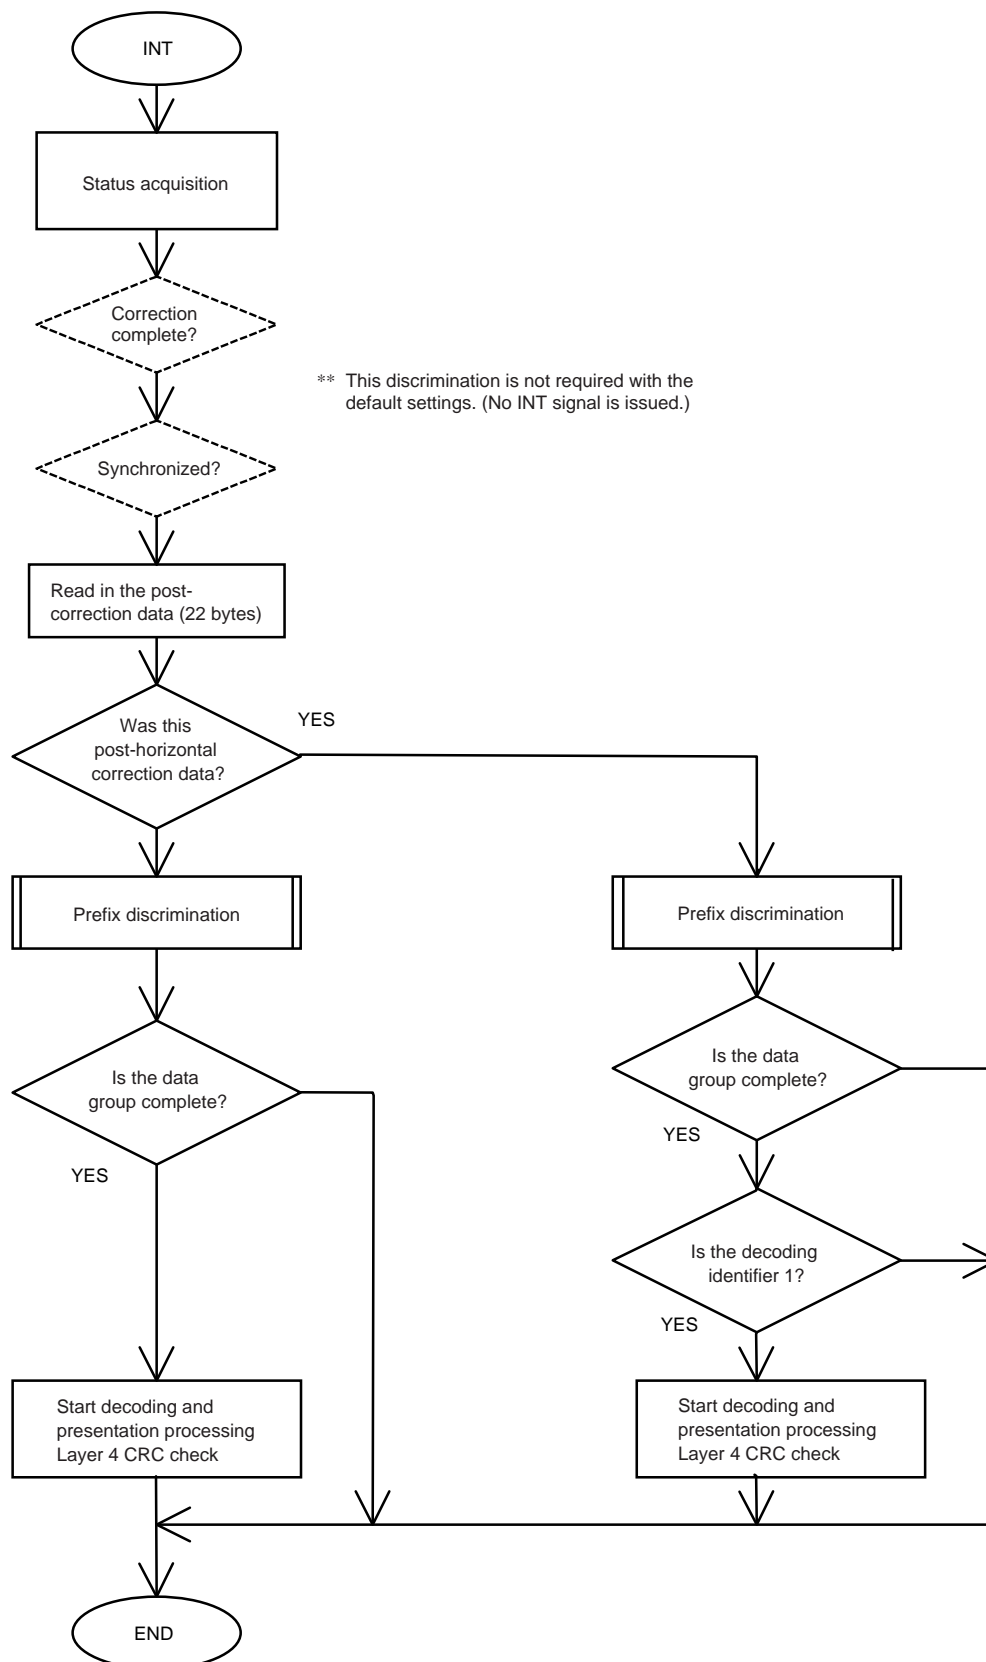 INT
Status acquisition
Correction
complete?
** This discrimination is not required with the
default settings. (No INT signal is issued.)
Synchronized?
Read in the post-
correction data (22 bytes)
Was this
post-horizontal
correction data?
YES
Prefix discrimination
Prefix discrimination
Is the data
group complete?
YES
Is the data
group complete?
YES
Is the decoding
identifier 1?
YES
Start decoding and
presentation processing
Layer 4 CRC check
Start decoding and
presentation processing
Layer 4 CRC check
END